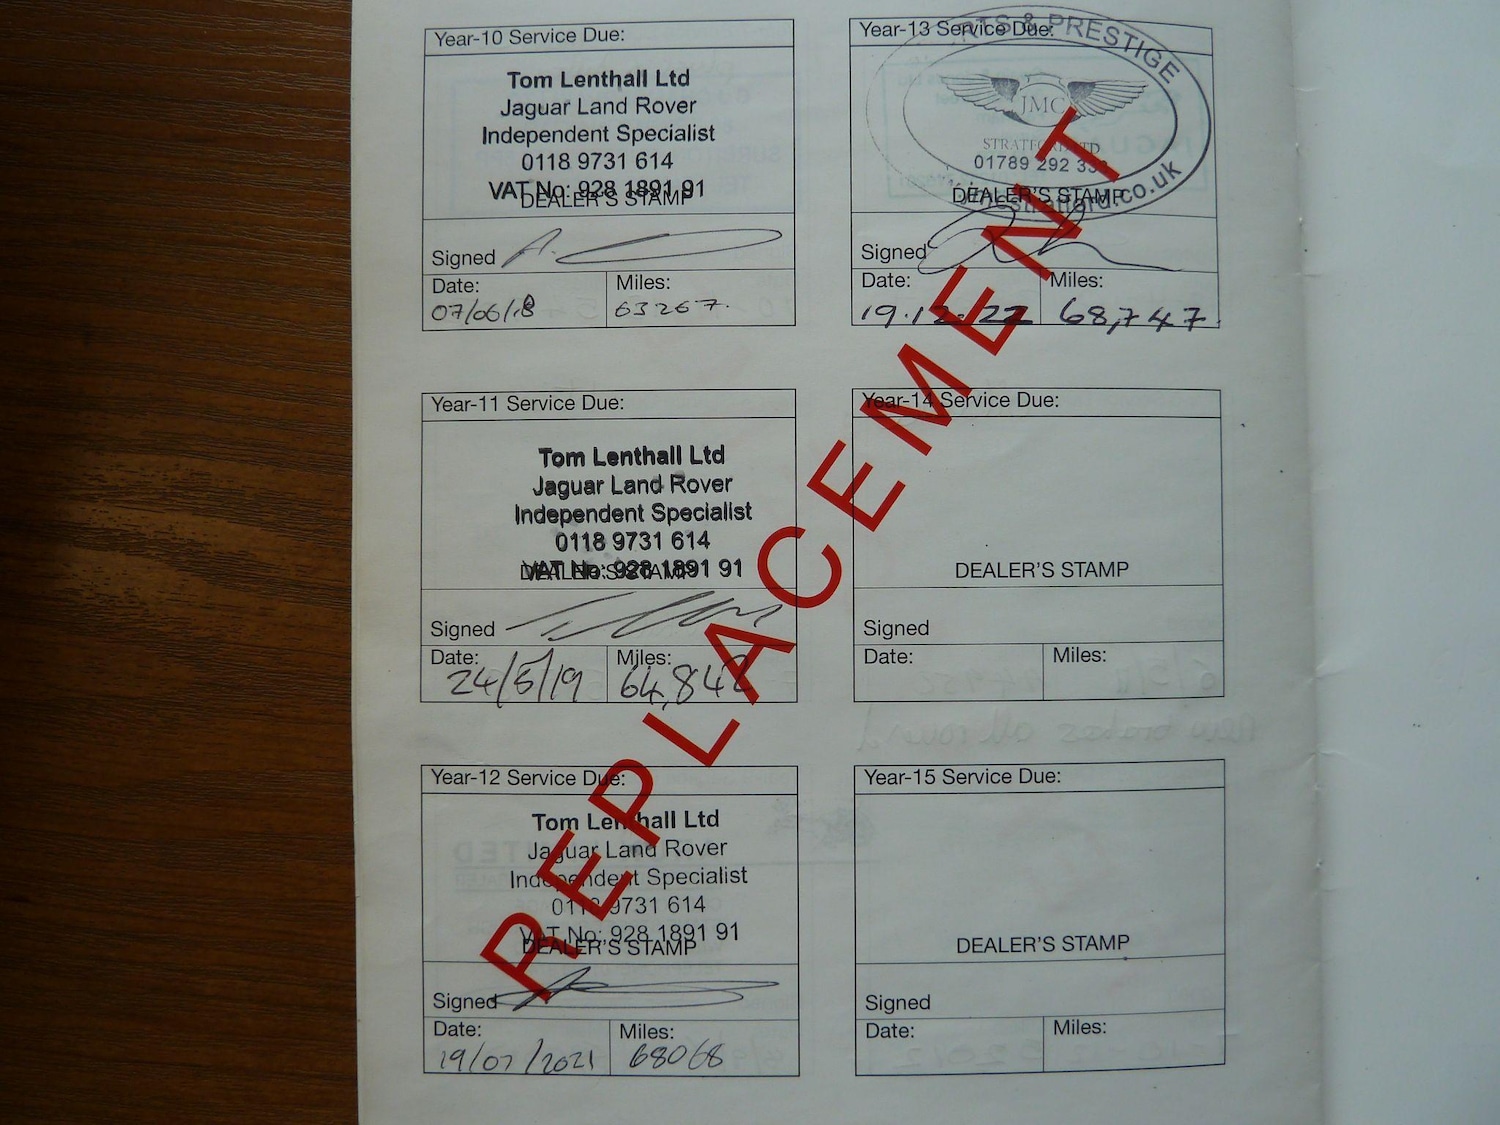 Year-10 Service Due:
Tom Lenthall Ltd
Jaguar Land Rover
Independent Specialist
0118 9731 614
VAT No: 928 1891 91
DEALER'S STAMP
Signed
Date:
Miles:
07/06/18
63267.
Year-11 Service Due:
Tom Lenthall Ltd
Jaguar Land Rover
Independent Specialist
0118 9731 614
VAT No: 928 1891 91
DEALER'S STAMP
Signed
Date:
Miles:
24/5/19
64,842
Year-12 Service Due:
Tom Lenthall Ltd
Jaguar Land Rover
Independent Specialist
0118 9731 614
VAT No: 928 1891 91
DEALER'S STAMP
Signed
Date:
Miles:
19/07/2021
68068
Year-13 Service Due:
& PRESTIGE
JMC
01789 292 33
DEALER'S STAMP
.co.uk
Signed
Date:
Miles:
19.12.22
68,747
Year-14 Service Due:
DEALER'S STAMP
Signed
Date:
Miles:
Year-15 Service Due:
DEALER'S STAMP
Signed
Date:
Miles:
REPLACEMENT